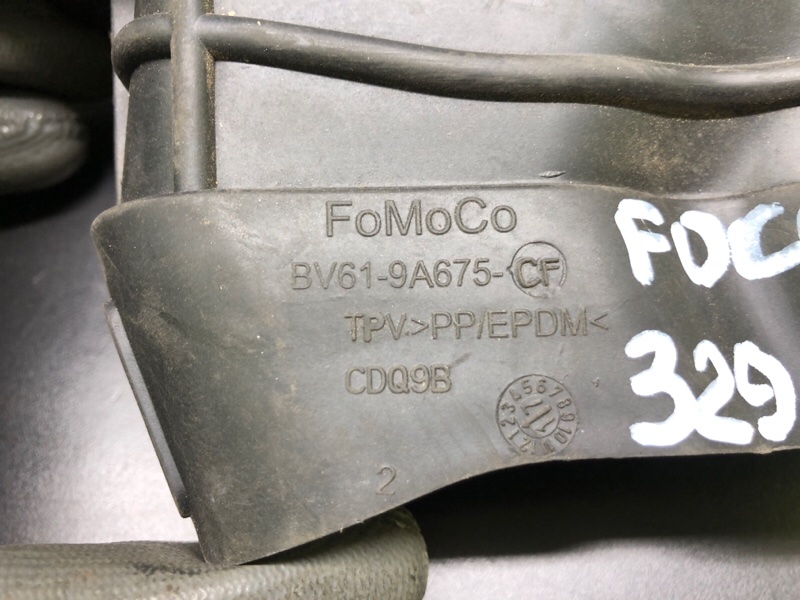 FoMoCo
BV61-9A675-CF
TPV>PP/EPDM<
CDQ9B
2
FOC
329